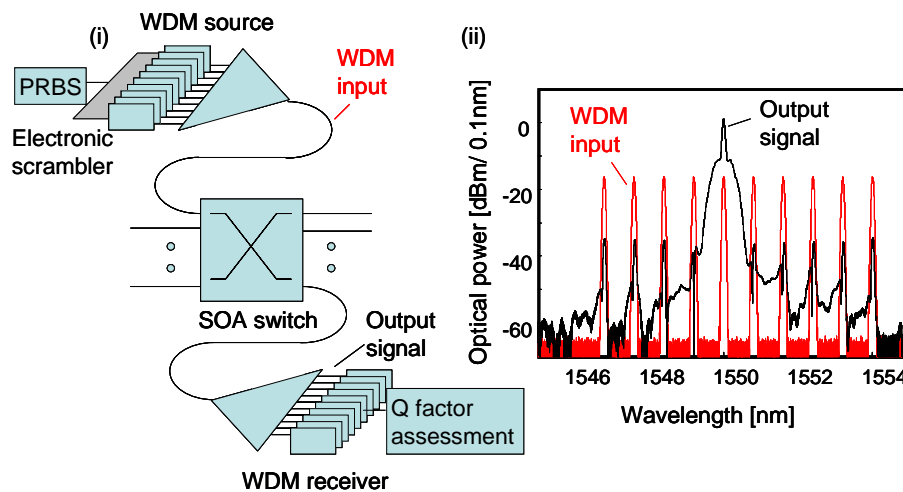 (i)
WDM source
WDM
input
PRBS
Electronic
scrambler
SOA switch
Output
signal
Q factor
assessment
WDM receiver
(ii)
Optical power [dBm/ 0.1nm]
0
-20
-40
-60
WDM
input
Output
signal
1546 1548 1550 1552 1554
Wavelength [nm]